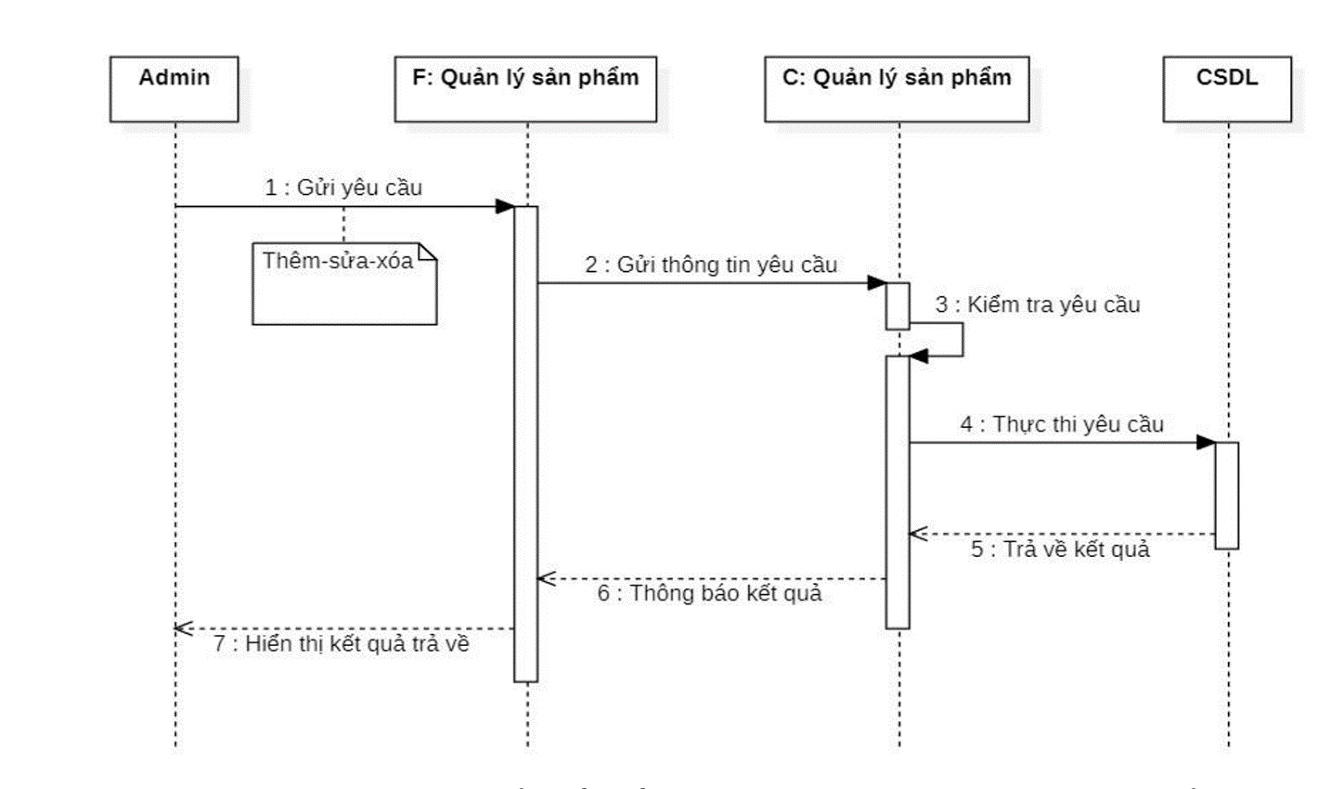 Admin
F: Quản lý sản phẩm
C: Quản lý sản phẩm
CSDL
1 : Gửi yêu cầu
Thêm-sửa-xóa
2 : Gửi thông tin yêu cầu
3 : Kiểm tra yêu cầu
4 : Thực thi yêu cầu
5 : Trả về kết quả
6 : Thông báo kết quả
7 : Hiển thị kết quả trả về